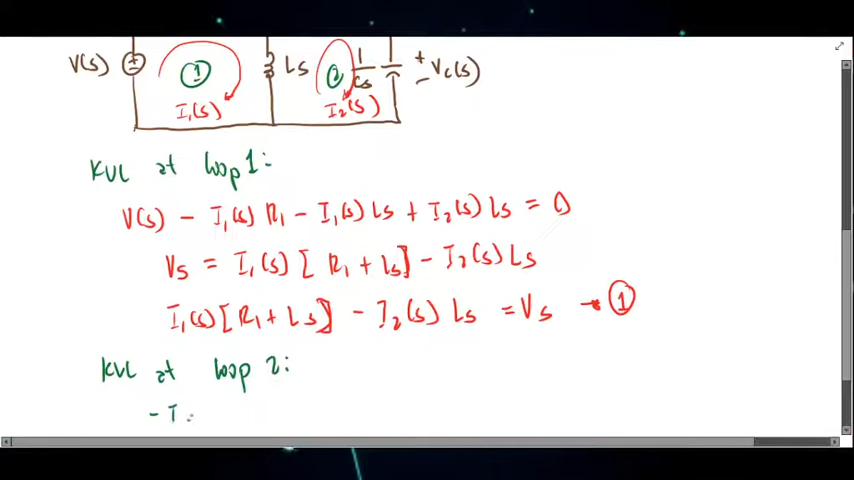 V(s) ± ① Ls ② 1/Cs + Vc(s) −
I₁(s) I₂(s)
KVL at loop 1:
V(s) - I₁(s) R₁ - I₁(s) Ls + I₂(s) Ls = 0
Vs = I₁(s) [ R₁ + Ls] - I₂(s) Ls
I₁(s) [R₁ + Ls] - I₂(s) Ls = Vs → ①
KVL at loop 2:
- I